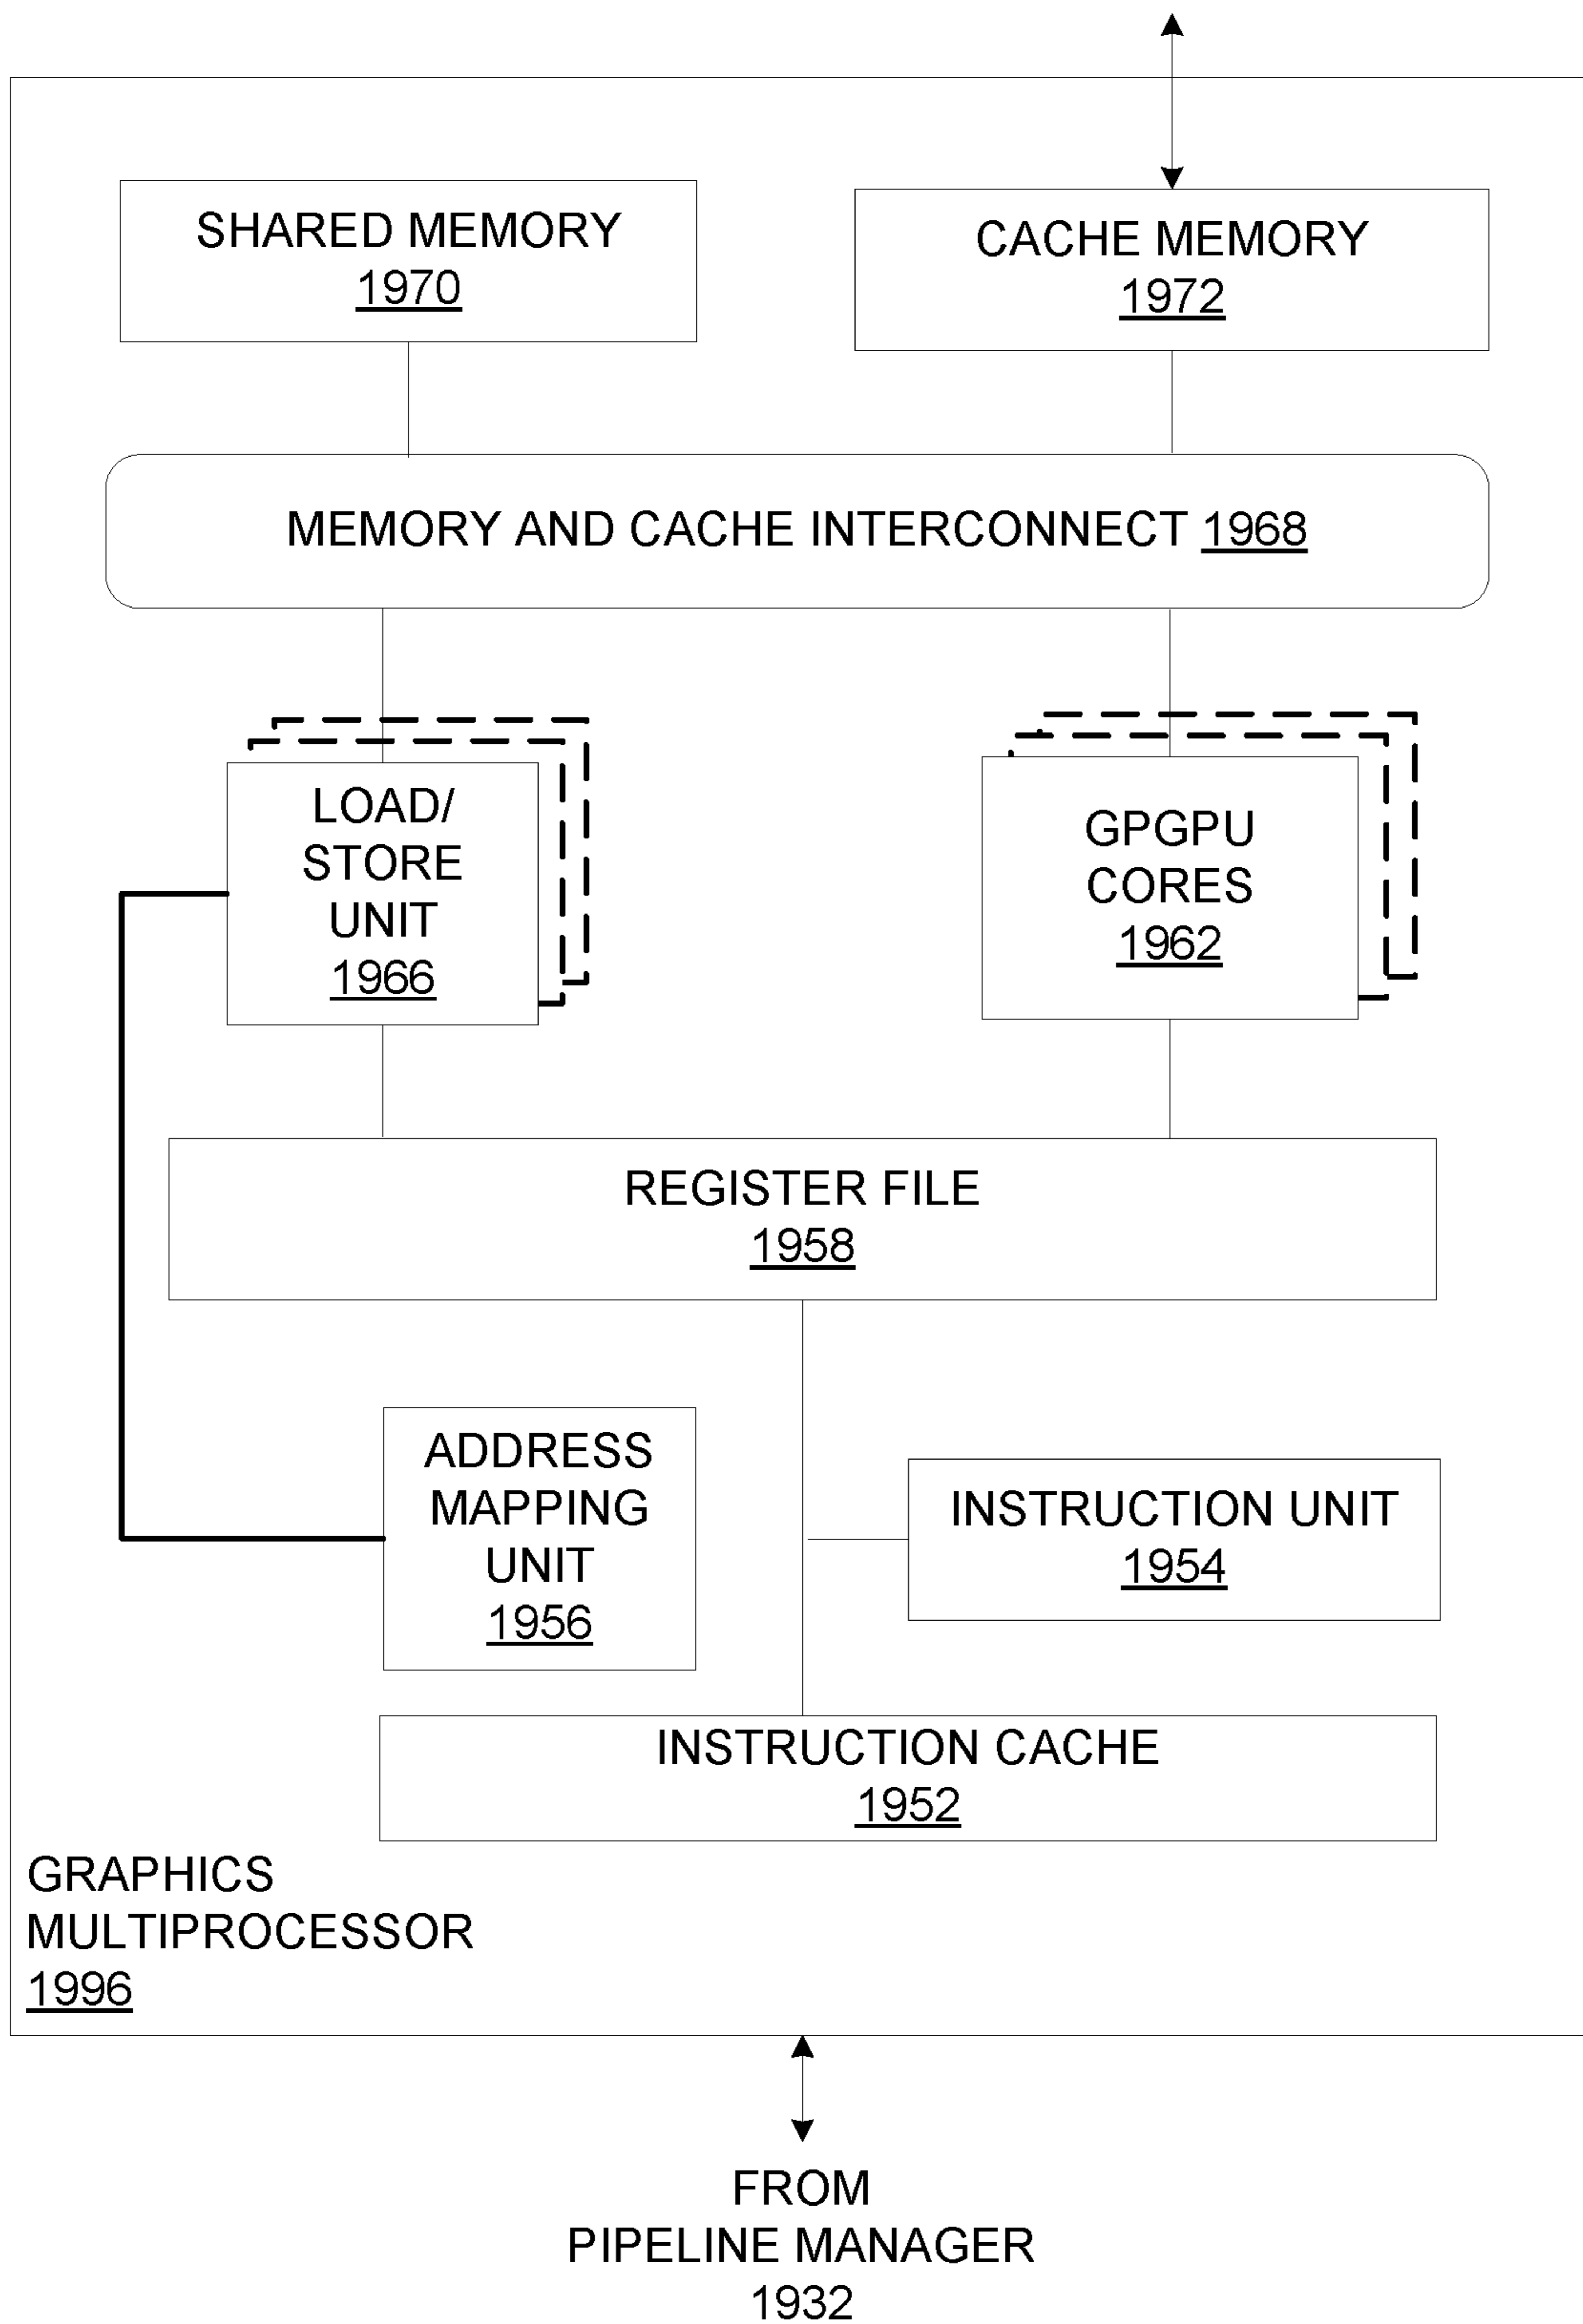 SHARED MEMORY
1970
CACHE MEMORY
1972
MEMORY AND CACHE INTERCONNECT 1968
LOAD/
STORE
UNIT
1966
GPGPU
CORES
1962
REGISTER FILE
1958
ADDRESS
MAPPING
UNIT
1956
INSTRUCTION UNIT
1954
INSTRUCTION CACHE
1952
GRAPHICS
MULTIPROCESSOR
1996
FROM
PIPELINE MANAGER
1932